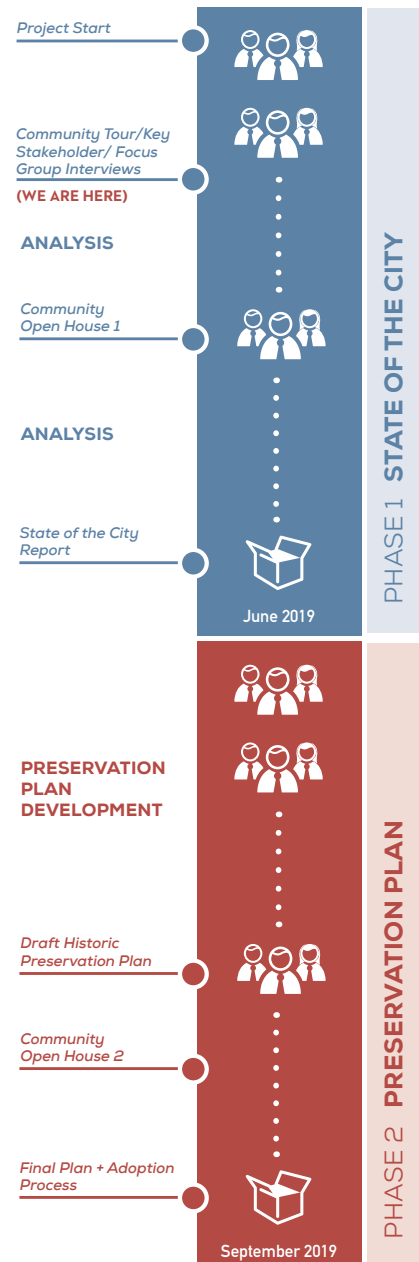 Project Start
Community Tour/Key
Stakeholder/ Focus
Group Interviews
(WE ARE HERE)
ANALYSIS
Community
Open House 1
ANALYSIS
State of the City
Report
June 2019
PHASE 1 STATE OF THE CITY
PRESERVATION
PLAN
DEVELOPMENT
Draft Historic
Preservation Plan
Community
Open House 2
Final Plan + Adoption
Process
September 2019
PHASE 2 PRESERVATION PLAN